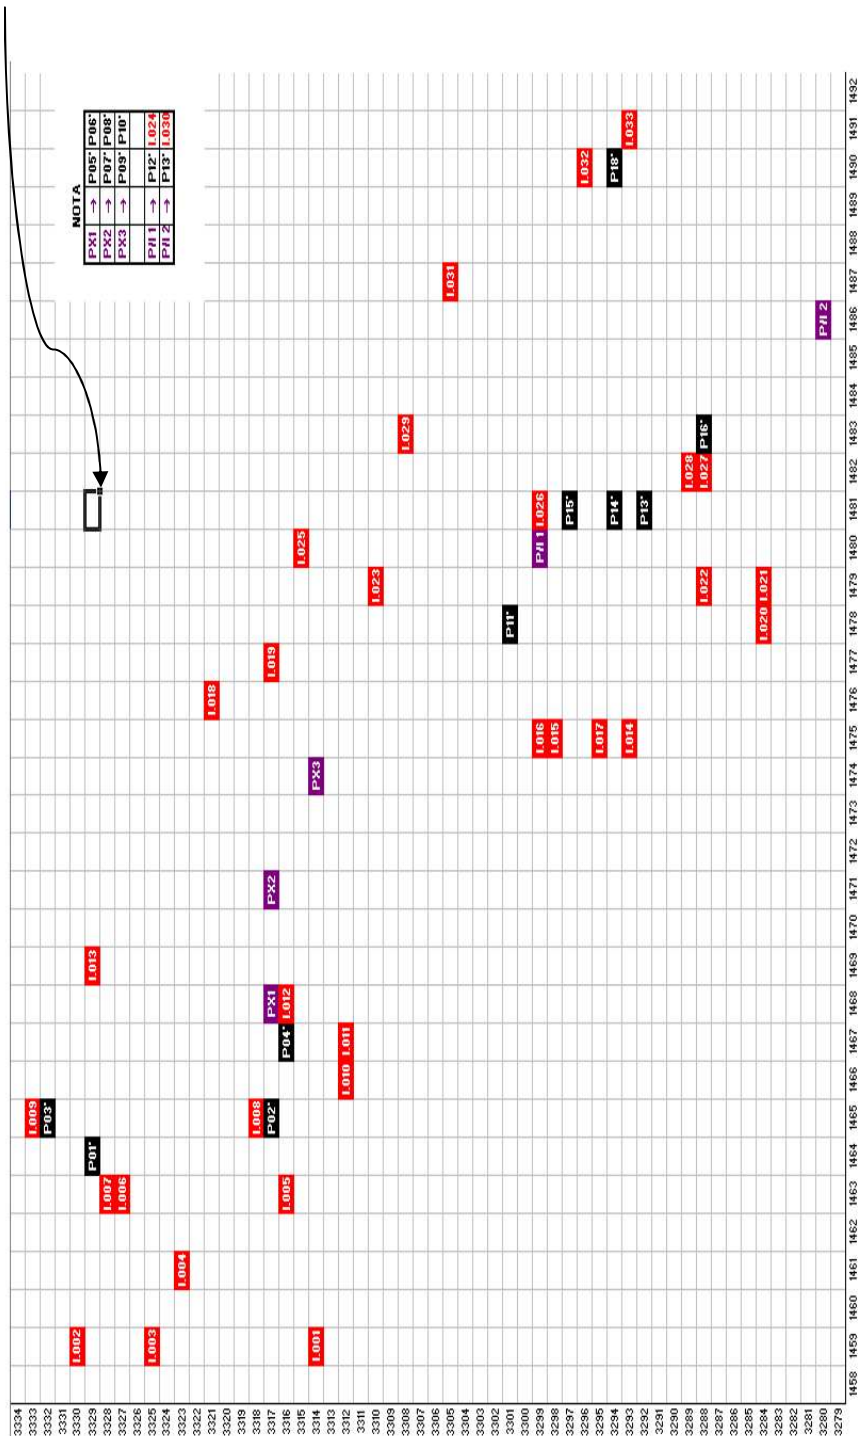 NOTA
PX1 → P05' P06'
PX2 → P07' P08'
PX3 → P09' P10'
P/I 1 → P12' I.024
P/I 2 → P13' I.030
3334
3333 I.009
3332 P03'
3331
3330 I.002
3329 P01' I.013
3328 I.007
3327 I.006
3326
3325 I.003
3324
3323 I.004
3322
3321 I.018
3320
3319
3318 I.008
3317 P02' PX1 PX2 I.019
3316 I.005 P04' I.012
3315 I.025
3314 I.001 PX3
3313
3312 I.010 I.011
3311
3310 I.023
3309
3308 I.029
3307
3306
3305 I.031
3304
3303
3302
3301 P11'
3300
3299 I.016 P/I 1 I.026
3298 I.015
3297 P15'
3296 I.032
3295 I.017
3294 P14' P18'
3293 I.014 I.033
3292 P13'
3291
3290
3289 I.028
3288 I.022 I.027 P16'
3287
3286
3285
3284 I.020 I.021
3283
3282
3281
3280 P/I 2
3279
1458 1459 1460 1461 1462 1463 1464 1465 1466 1467 1468 1469 1470 1471 1472 1473 1474 1475 1476 1477 1478 1479 1480 1481 1482 1483 1484 1485 1486 1487 1488 1489 1490 1491 1492